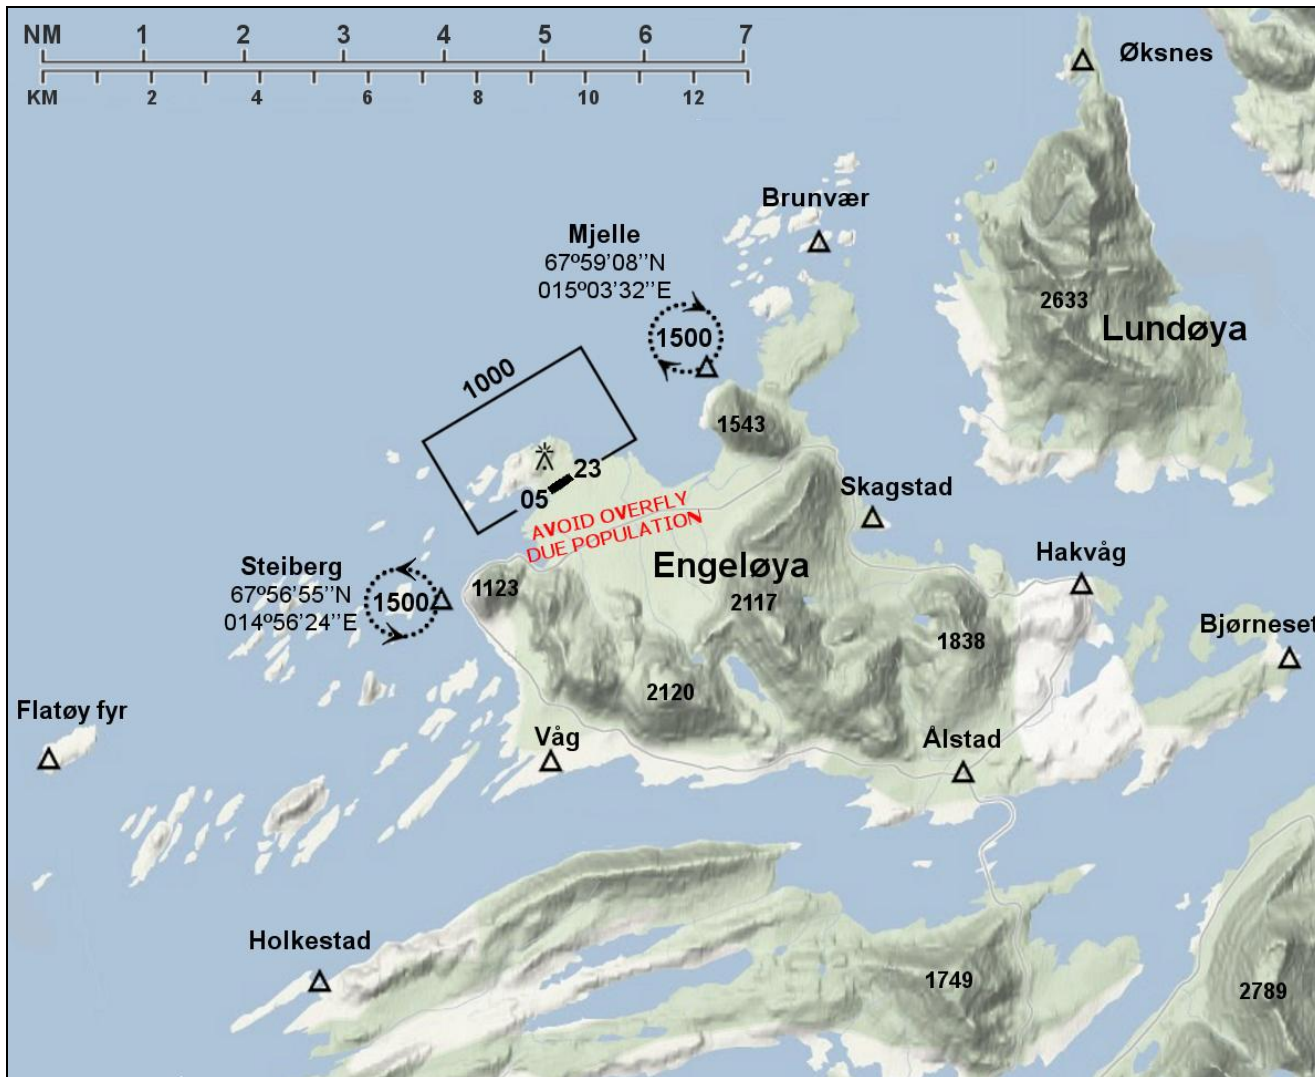 NM 1 2 3 4 5 6 7
KM 2 4 6 8 10 12
Øksnes
Brunvær
Mjelle
67º59'08''N
015º03'32''E
1500
2633
Lundøya
1000
1543
23
05
AVOID OVERFLY
DUE POPULATION
Skagstad
Steiberg
67º56'55''N
014º56'24''E
1500
1123
Engeløya
2117
Hakvåg
1838
Bjørneset
2120
Flatøy fyr
Våg
Ålstad
Holkestad
1749
2789